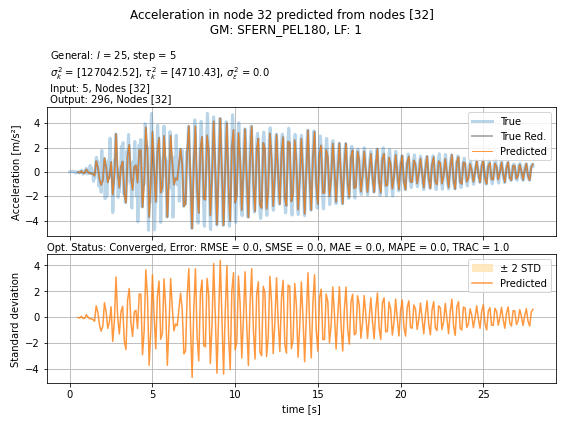 Acceleration in node 32 predicted from nodes [32]
GM: SFERN_PEL180, LF: 1
General: l = 25, step = 5
σ²ₖ = [127042.52], τ²ₖ = [4710.43], σ²ₑ = 0.0
Input: 5, Nodes [32]
Output: 296, Nodes [32]
Acceleration [m/s²]
4
2
0
−2
−4
True
True Red.
Predicted
Opt. Status: Converged, Error: RMSE = 0.0, SMSE = 0.0, MAE = 0.0, MAPE = 0.0, TRAC = 1.0
Standard deviation
4
2
0
−2
−4
± 2 STD
Predicted
0 5 10 15 20 25
time [s]